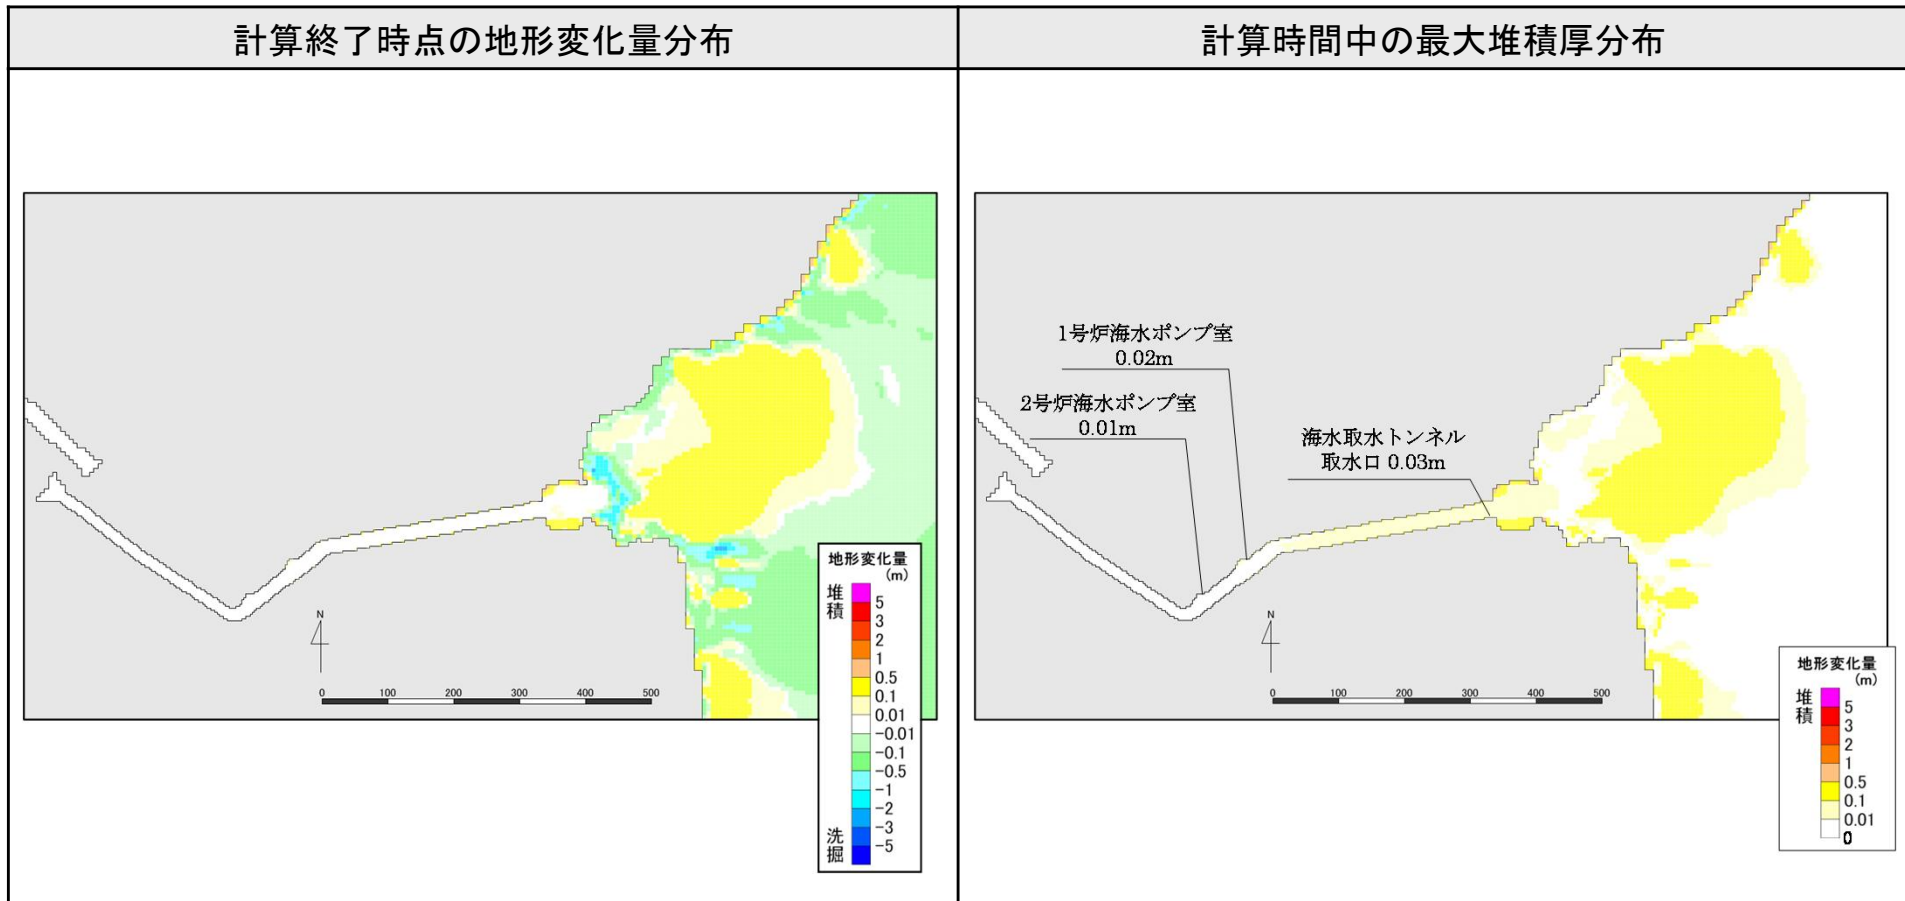 計算終了時点の地形変化量分布
N
0 100 200 300 400 500
地形変化量
(m)
堆積
5
3
2
1
0.5
0.1
0.01
-0.01
-0.1
-0.5
-1
-2
-3
-5
洗掘
計算時間中の最大堆積厚分布
1号炉海水ポンプ室
0.02m
2号炉海水ポンプ室
0.01m
海水取水トンネル
取水口 0.03m
N
0 100 200 300 400 500
地形変化量
(m)
堆積
5
3
2
1
0.5
0.1
0.01
0